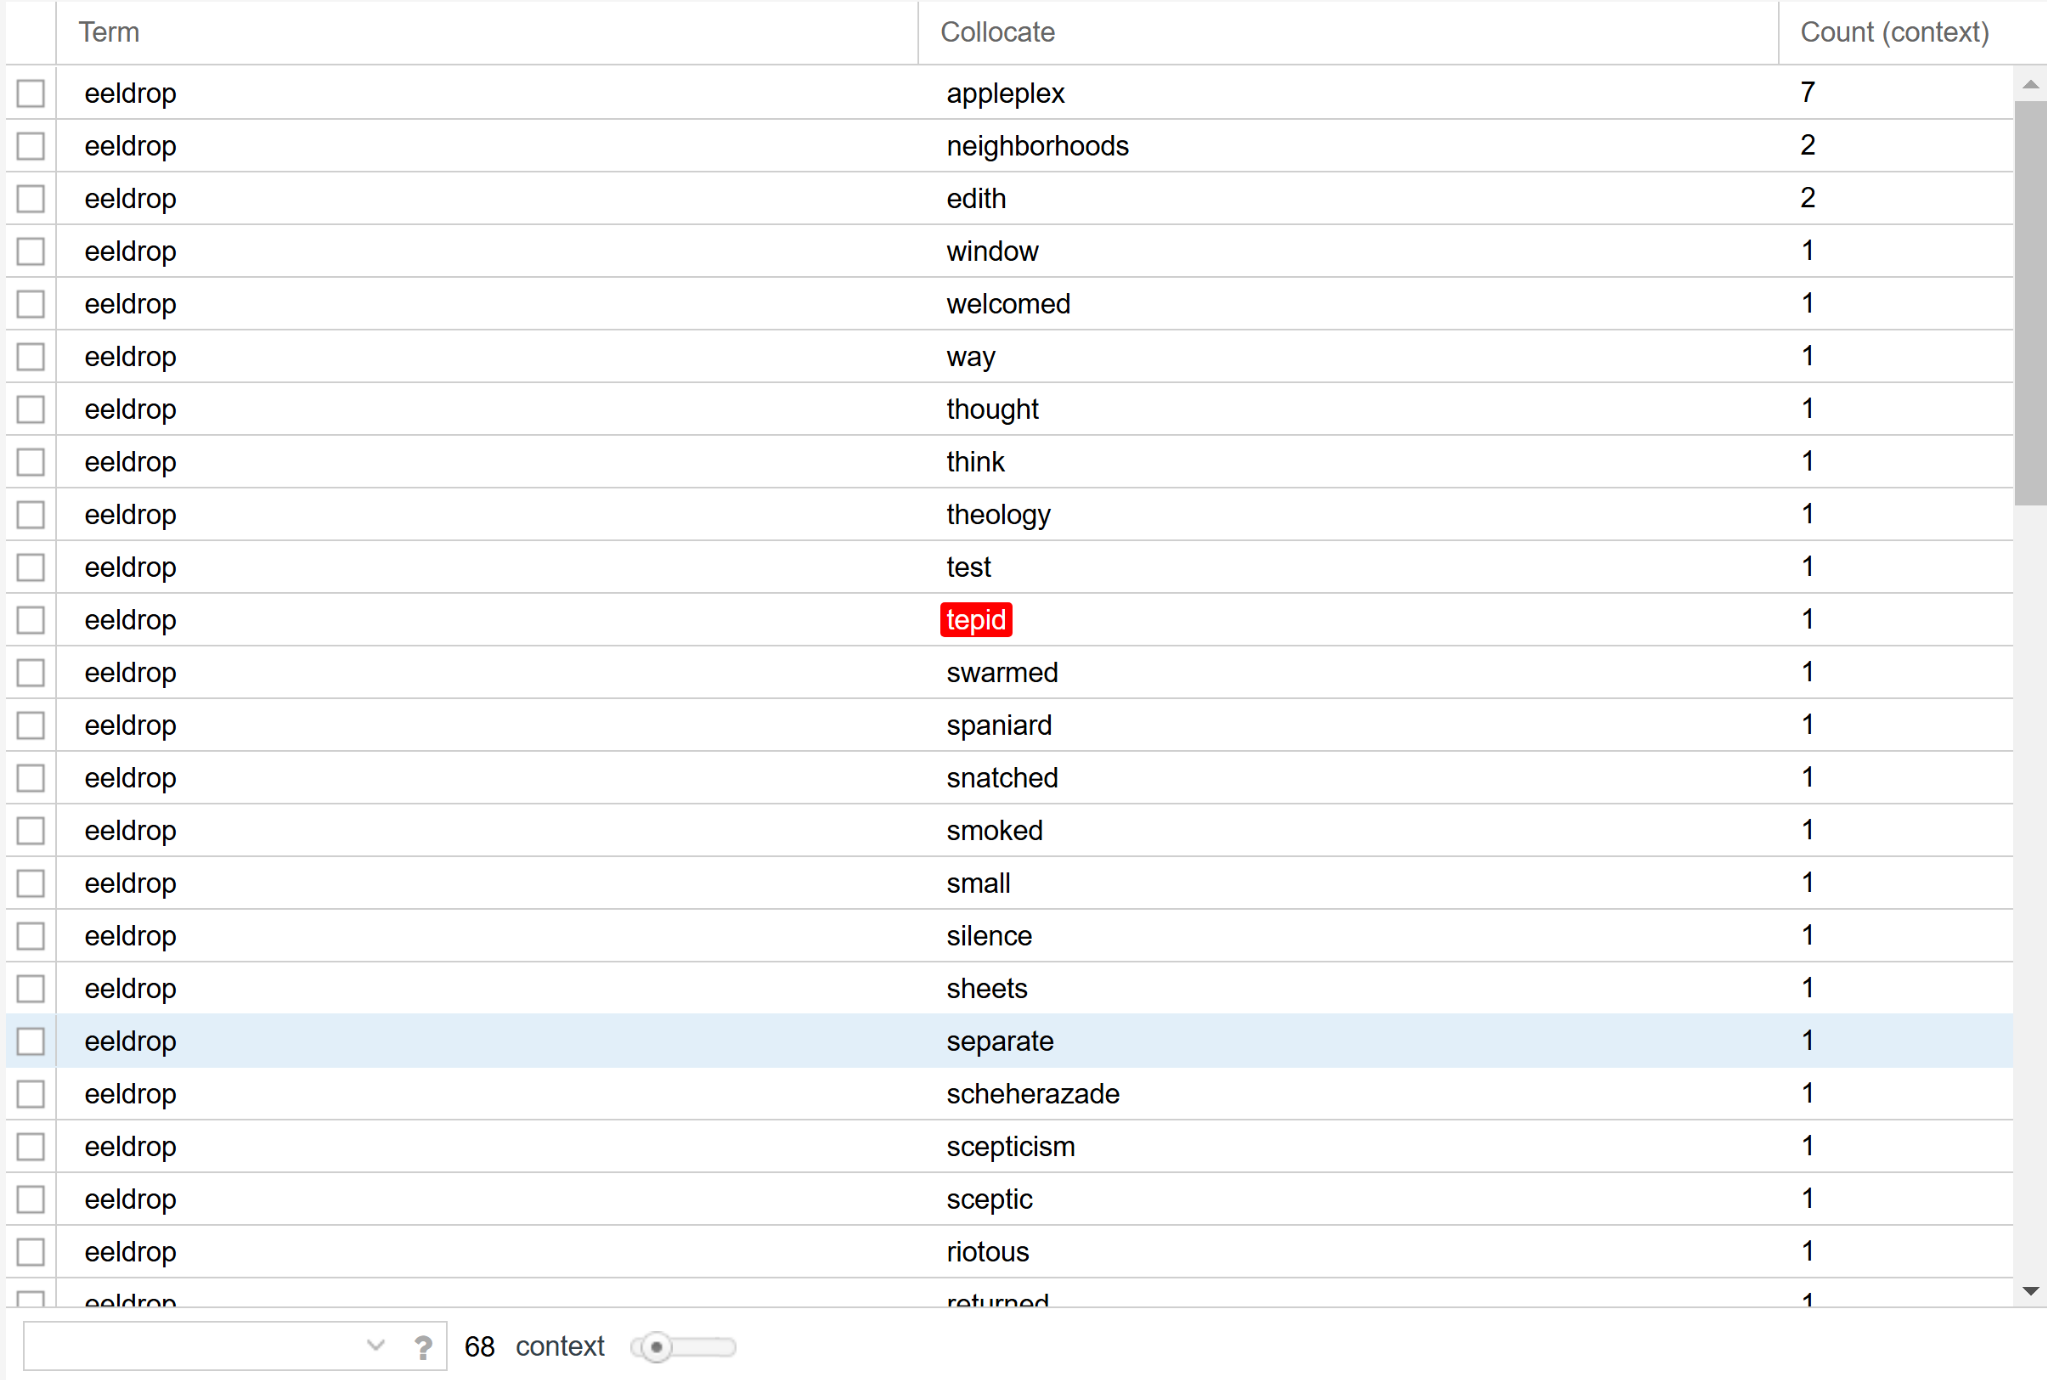 Term Collocate Count (context)
eeldrop appleplex 7
eeldrop neighborhoods 2
eeldrop edith 2
eeldrop window 1
eeldrop welcomed 1
eeldrop way 1
eeldrop thought 1
eeldrop think 1
eeldrop theology 1
eeldrop test 1
eeldrop tepid 1
eeldrop swarmed 1
eeldrop spaniard 1
eeldrop snatched 1
eeldrop smoked 1
eeldrop small 1
eeldrop silence 1
eeldrop sheets 1
eeldrop separate 1
eeldrop scheherazade 1
eeldrop scepticism 1
eeldrop sceptic 1
eeldrop riotous 1
eeldrop returned 1
? 68 context